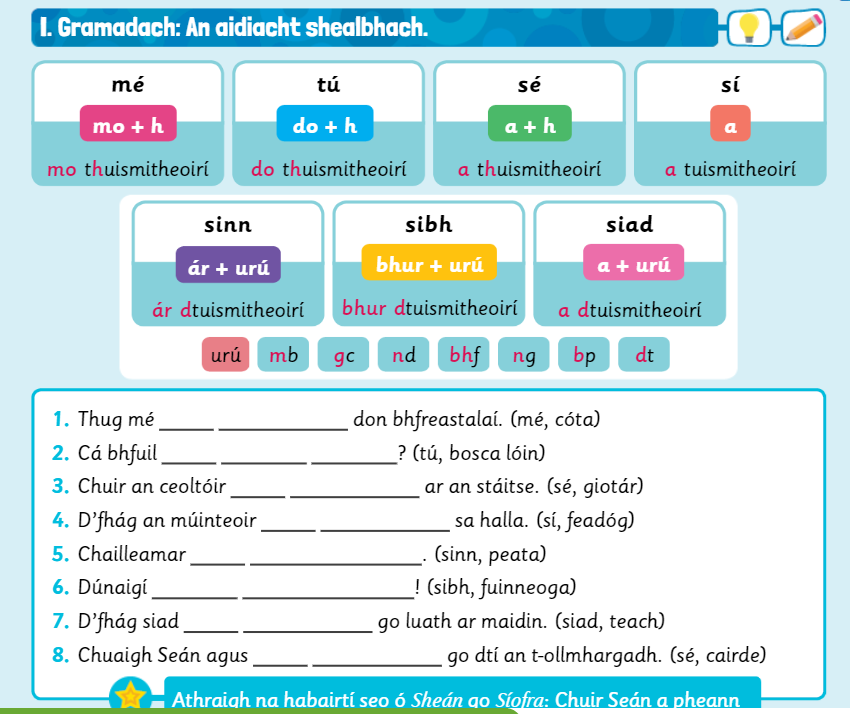 I. Gramadach: An aidiacht shealbhach.
mé tú sé sí
mo + h do + h a + h a
mo thuismitheoirí do thuismitheoirí a thuismitheoirí a tuismitheoirí
sinn sibh siad
ár + urú bhur + urú a + urú
ár dtuismitheoirí bhur dtuismitheoirí a dtuismitheoirí
urú mb gc nd bhf ng bp dt
1. Thug mé _____ ____________ don bhfreastalaí. (mé, cóta)
2. Cá bhfuil _____ ________ ________? (tú, bosca lóin)
3. Chuir an ceoltóir _____ ____________ ar an stáitse. (sé, giotár)
4. D’fhág an múinteoir _____ ____________ sa halla. (sí, feadóg)
5. Chailleamar _____ ________________. (sinn, peata)
6. Dúnaigí ________ ________________! (sibh, fuinneoga)
7. D’fhág siad _____ ____________ go luath ar maidin. (siad, teach)
8. Chuaigh Seán agus _____ ____________ go dtí an t-ollmhargadh. (sé, cairde)
Athraigh na habairtí seo ó Sheán go Síofra: Chuir Seán a pheann